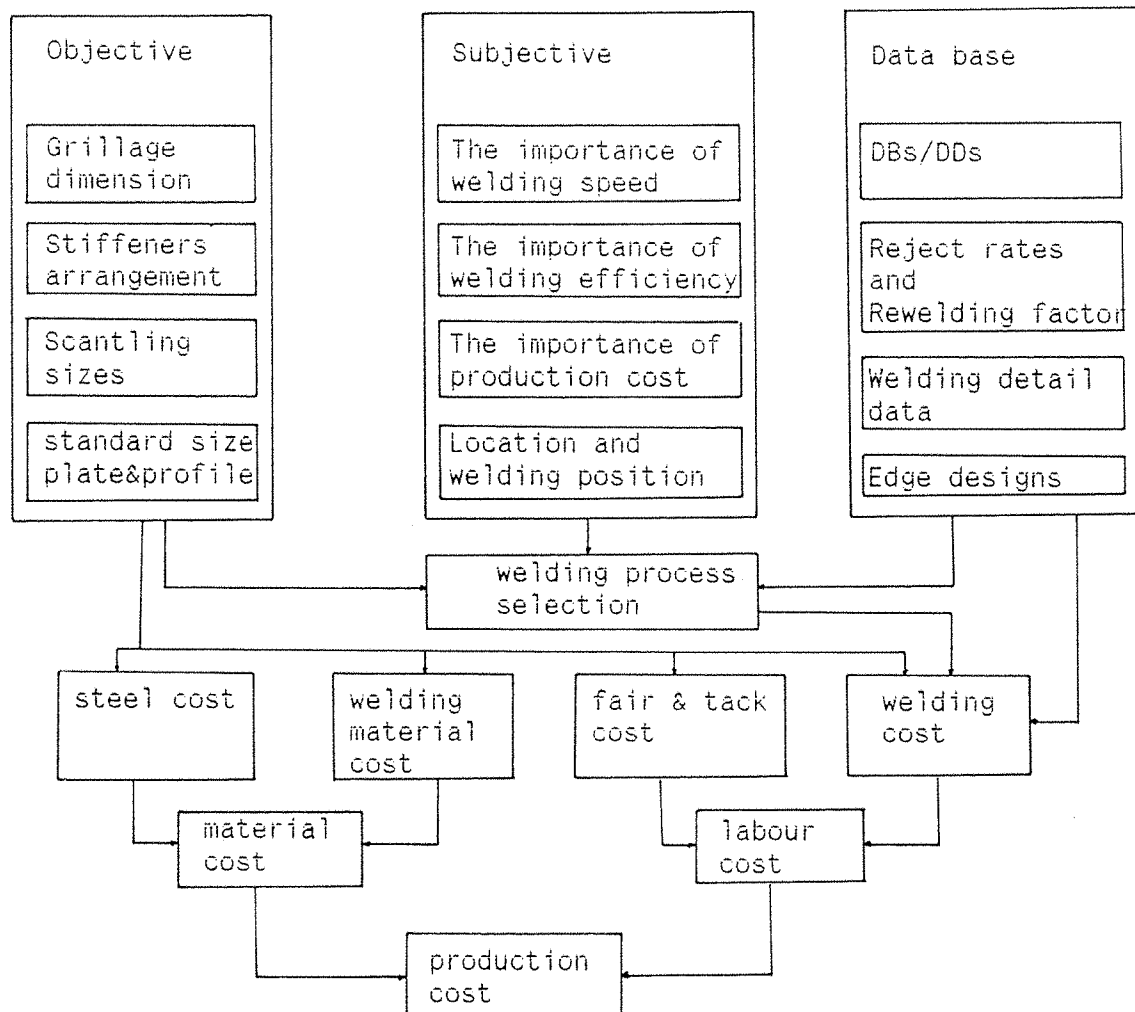 Objective
Grillage
dimension
Stiffeners
arrangement
Scantling
sizes
standard size
plate&profile
Subjective
The importance of
welding speed
The importance of
welding efficiency
The importance of
production cost
Location and
welding position
Data base
DBs/DDs
Reject rates
and
Rewelding factor
Welding detail
data
Edge designs
welding process
selection
steel cost
welding
material
cost
fair & tack
cost
welding
cost
material
cost
labour
cost
production
cost